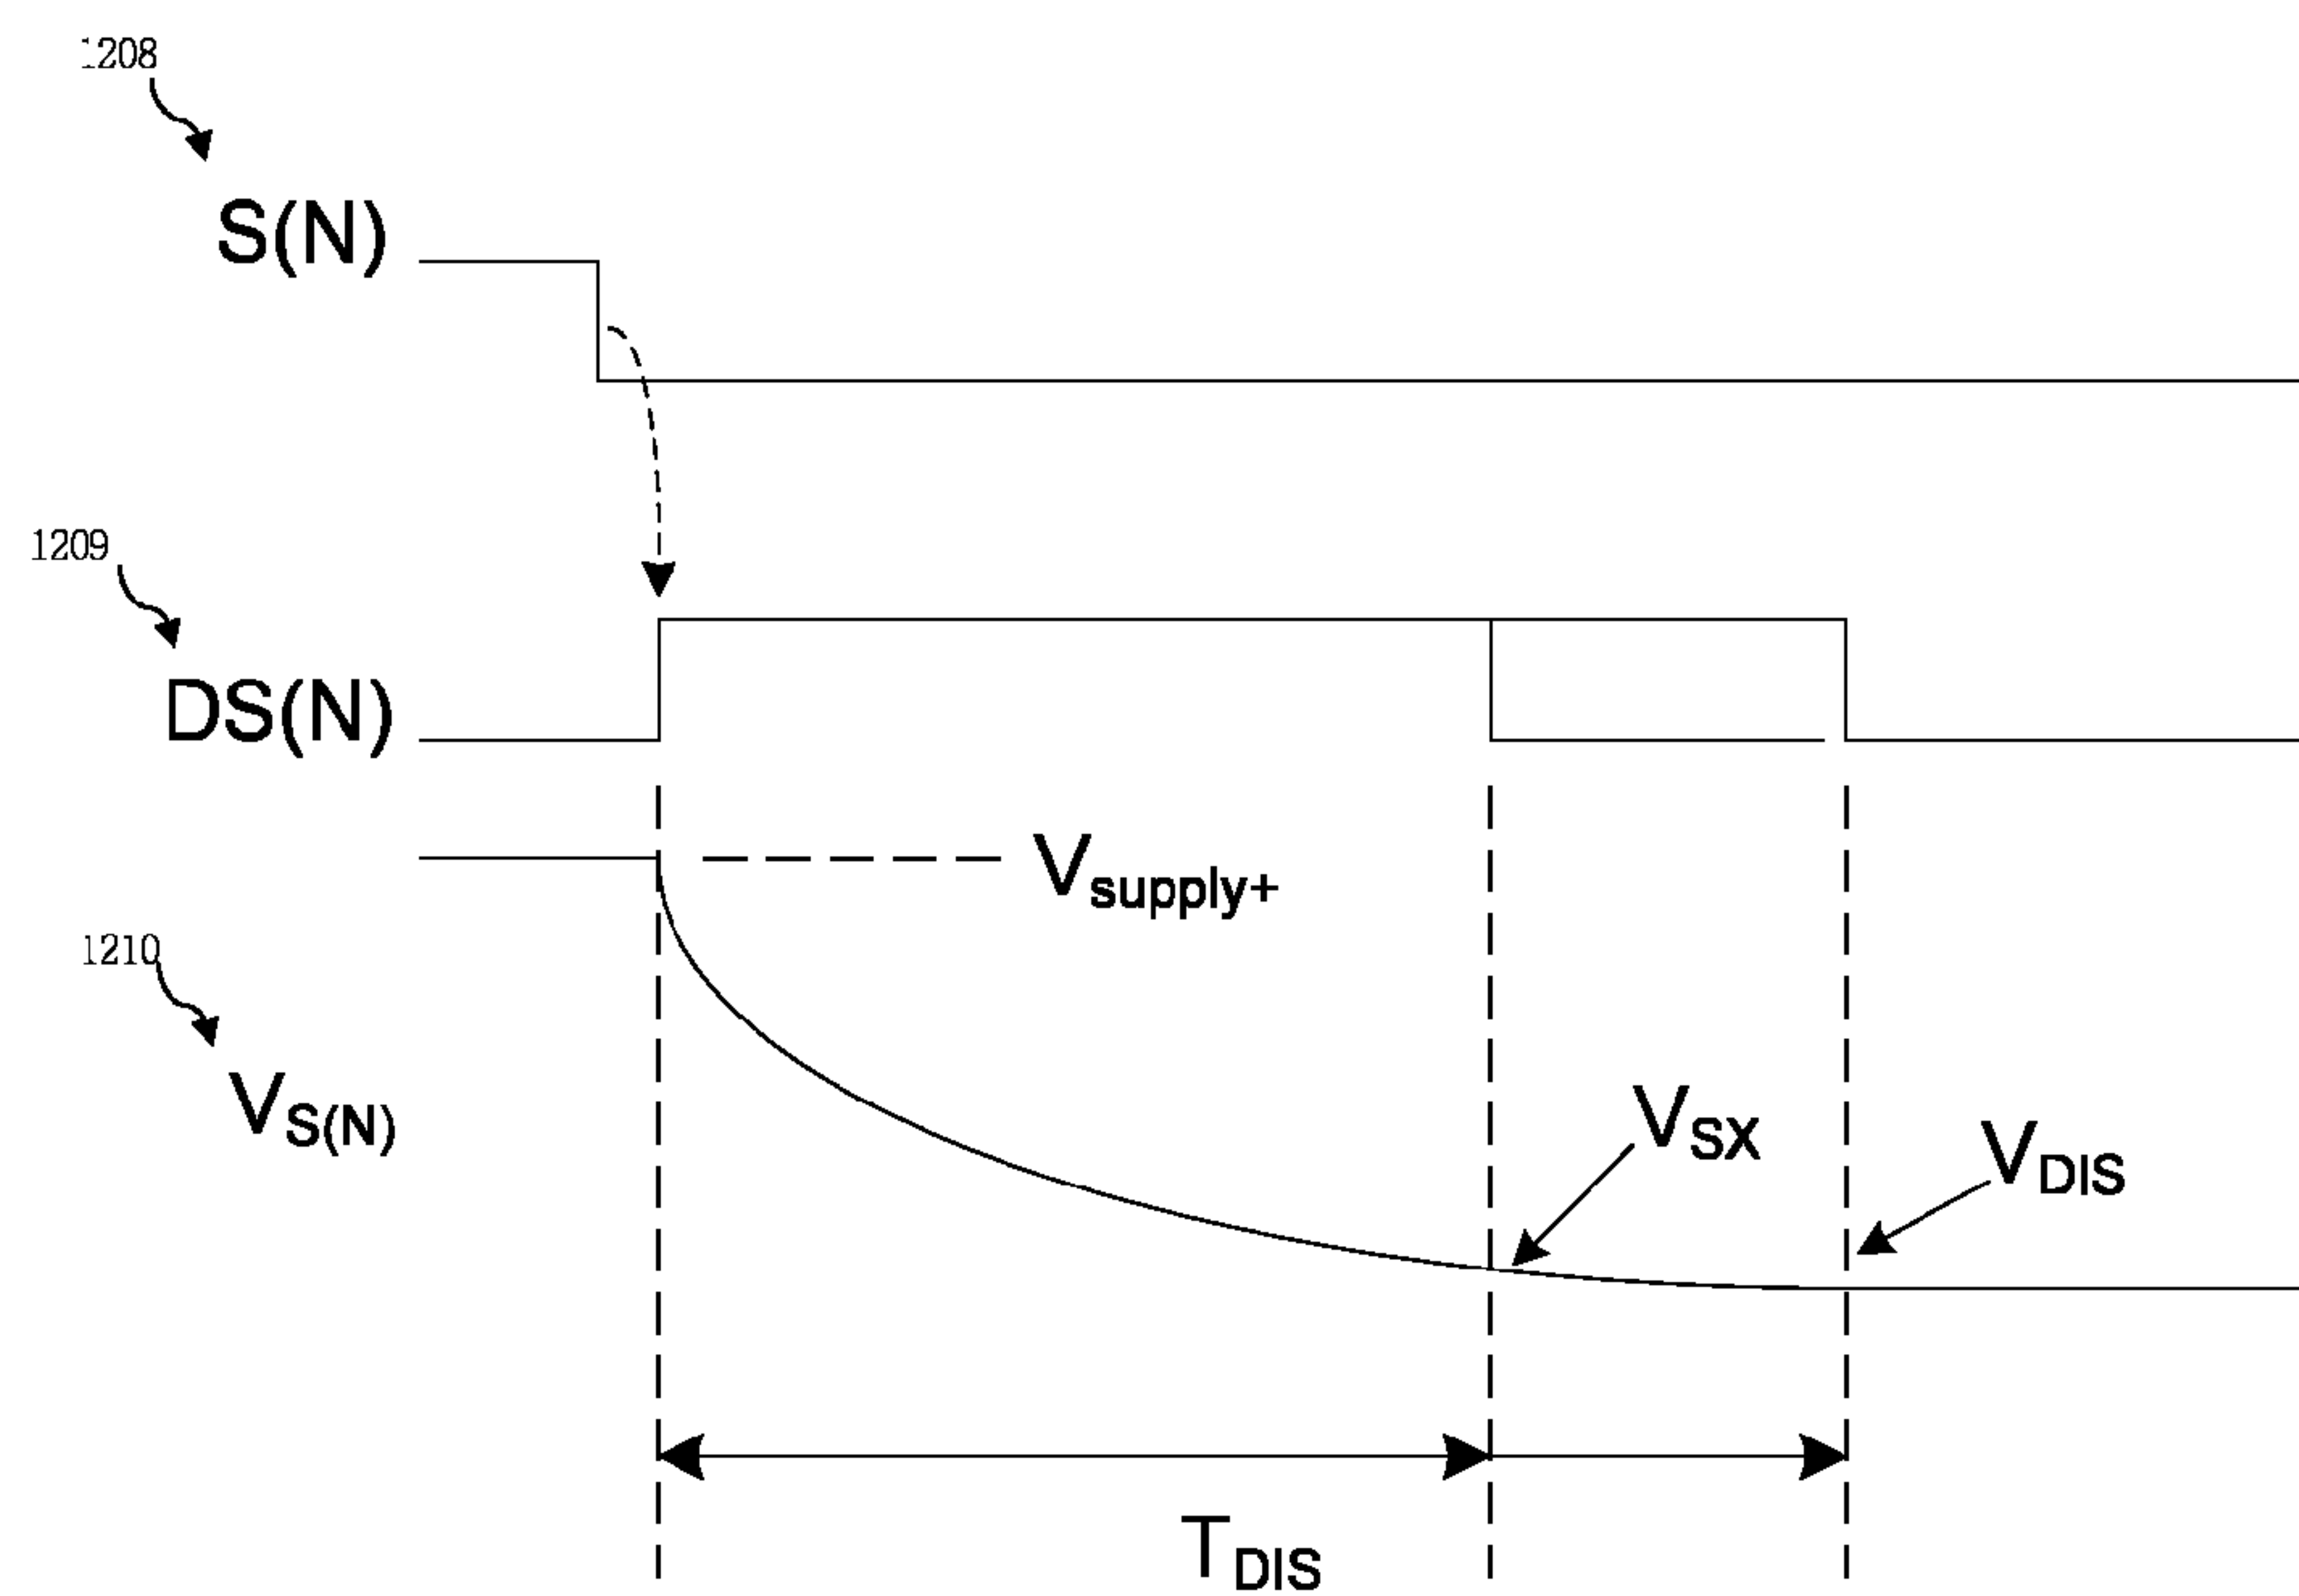 1208
S(N)
1209
DS(N)
Vsupply+
1210
VS(N)
VSX
VDIS
TDIS